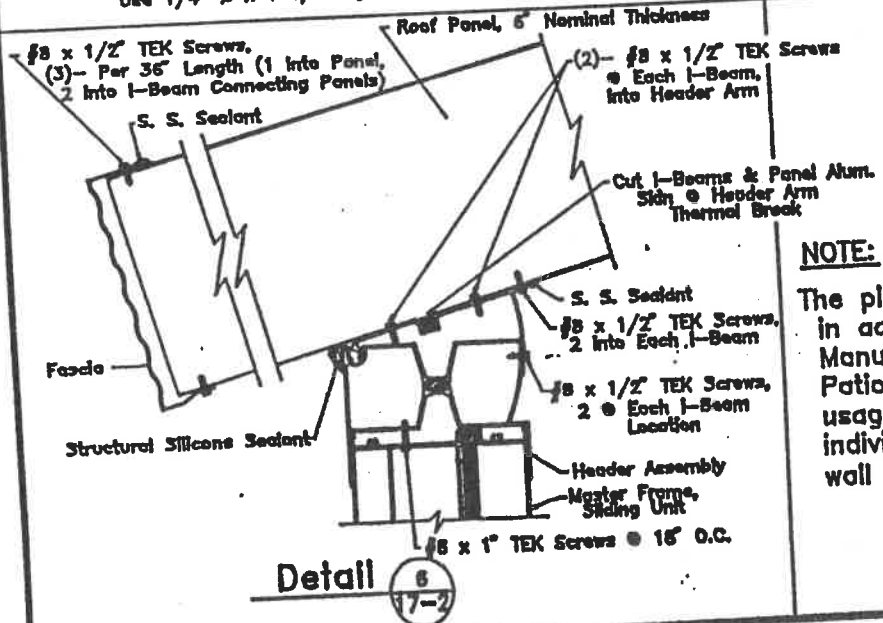 Roof Panel, 6" Nominal Thickness
#8 x 1/2" TEK Screws,
(3)- Per 36" Length (1 Into Panel,
2 Into I-Beam Connecting Panels)
S. S. Sealant
(2)- #8 x 1/2" TEK Screws
@ Each I-Beam,
Into Header Arm
Cut I-Beams & Panel Alum.
Skin @ Header Arm
Thermal Break
S. S. Sealant
#8 x 1/2" TEK Screws,
2 Into Each I-Beam
#8 x 1/2" TEK Screws,
2 @ Each I-Beam
Location
Fascia
Structural Silicone Sealant
Header Assembly
Master Frame,
Sliding Unit
#8 x 1" TEK Screws @ 18" O.C.
Detail 6
17-2
NOTE:
The pl
in ac
Manu
Patio
usag
indivi
wall